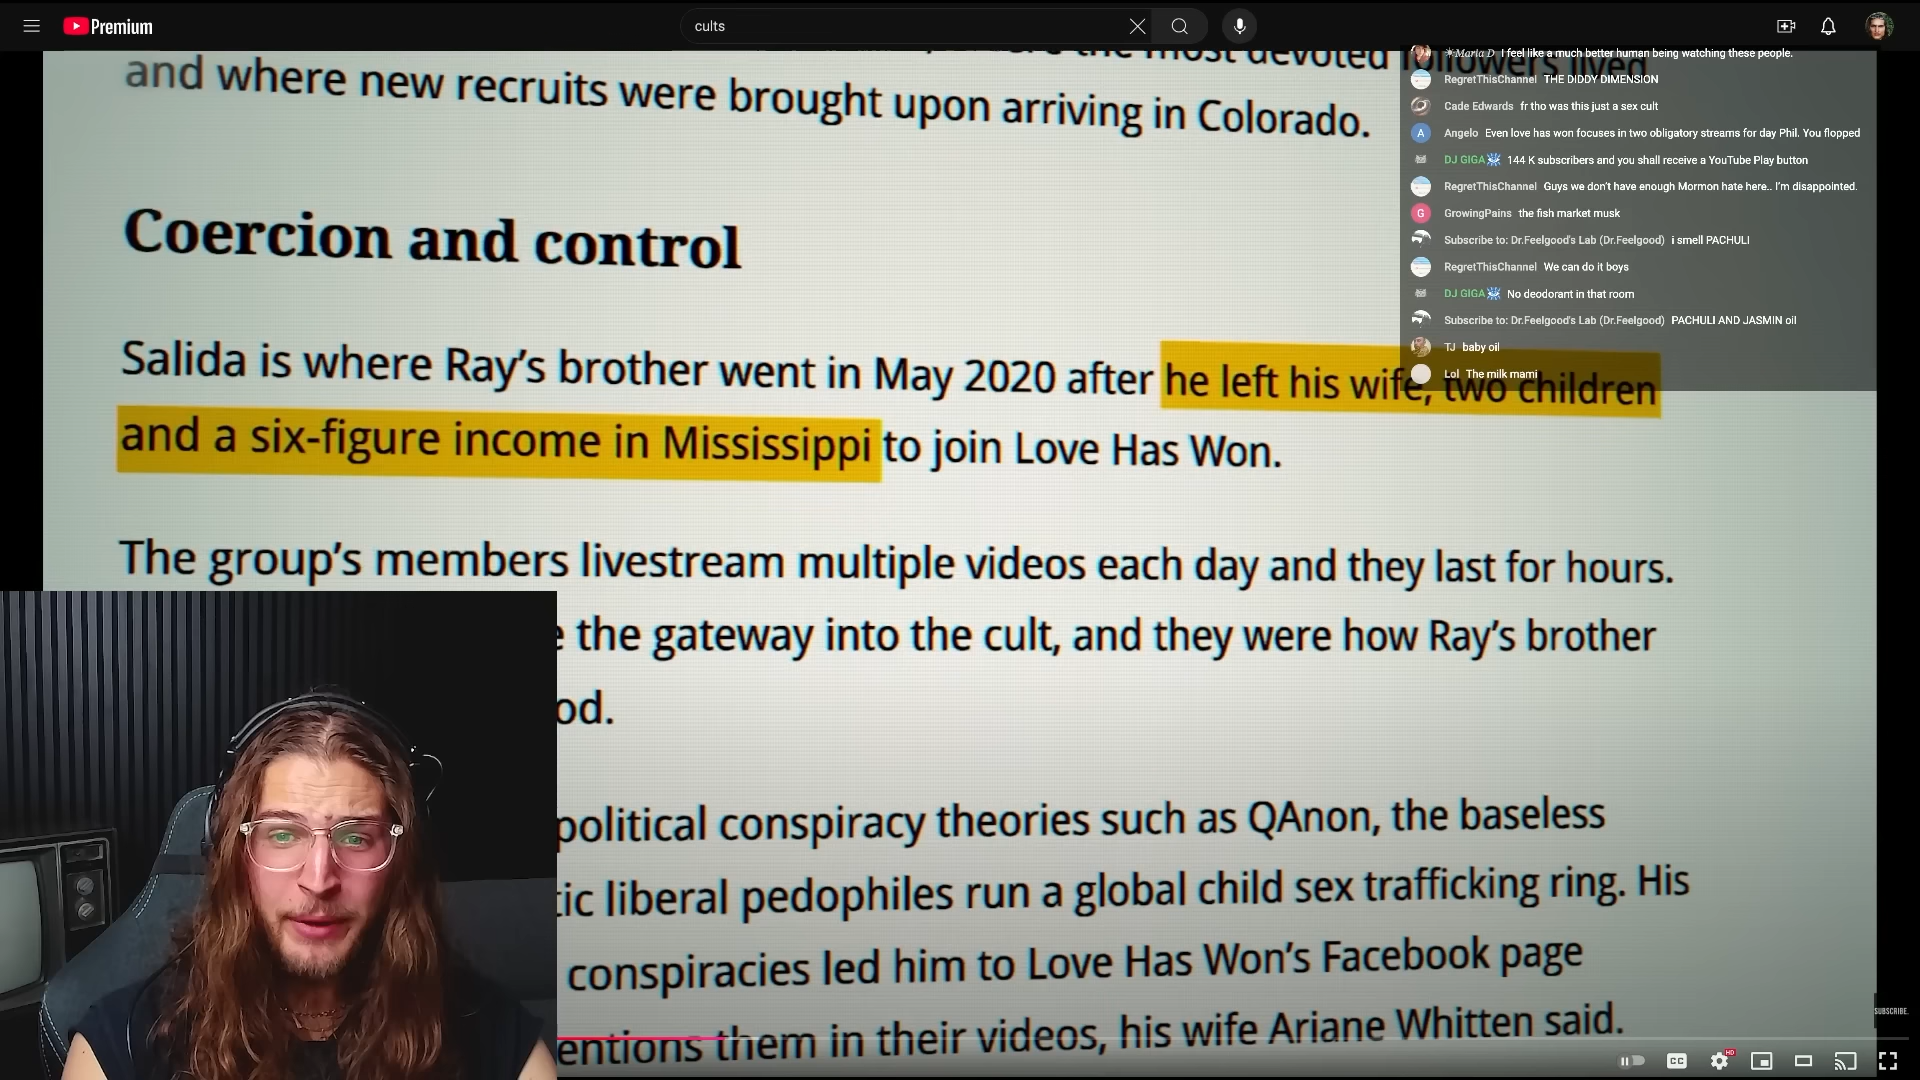 Premium
cults
and where new recruits were brought upon arriving in Colorado.
Coercion and control
Salida is where Ray’s brother went in May 2020 after he left his wife, two children
and a six-figure income in Mississippi to join Love Has Won.
The group’s members livestream multiple videos each day and they last for hours.
the gateway into the cult, and they were how Ray’s brother
od.
political conspiracy theories such as QAnon, the baseless
tic liberal pedophiles run a global child sex trafficking ring. His
conspiracies led him to Love Has Won’s Facebook page
entions them in their videos, his wife Ariane Whitten said.
☀Marla D I feel like a much better human being watching these people.
RegretThisChannel THE DIDDY DIMENSION
Cade Edwards fr tho was this just a sex cult
A Angelo Even love has won focuses in two obligatory streams for day Phil. You flopped
DJ GIGA 144 K subscribers and you shall receive a YouTube Play button
RegretThisChannel Guys we don't have enough Mormon hate here.. I'm disappointed.
G GrowingPains the fish market musk
Subscribe to: Dr.Feelgood's Lab (Dr.Feelgood) i smell PACHULI
RegretThisChannel We can do it boys
DJ GIGA No deodorant in that room
Subscribe to: Dr.Feelgood's Lab (Dr.Feelgood) PACHULI AND JASMIN oil
TJ baby oil
Lol The milk mami
SUBSCRIBE.
CC
HD